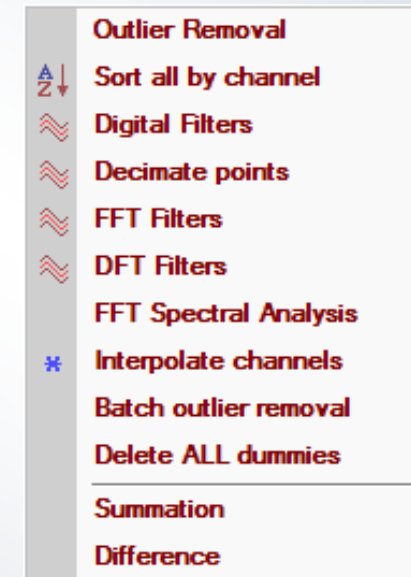 Outlier Removal
Sort all by channel
Digital Filters
Decimate points
FFT Filters
DFT Filters
FFT Spectral Analysis
Interpolate channels
Batch outlier removal
Delete ALL dummies
Summation
Difference